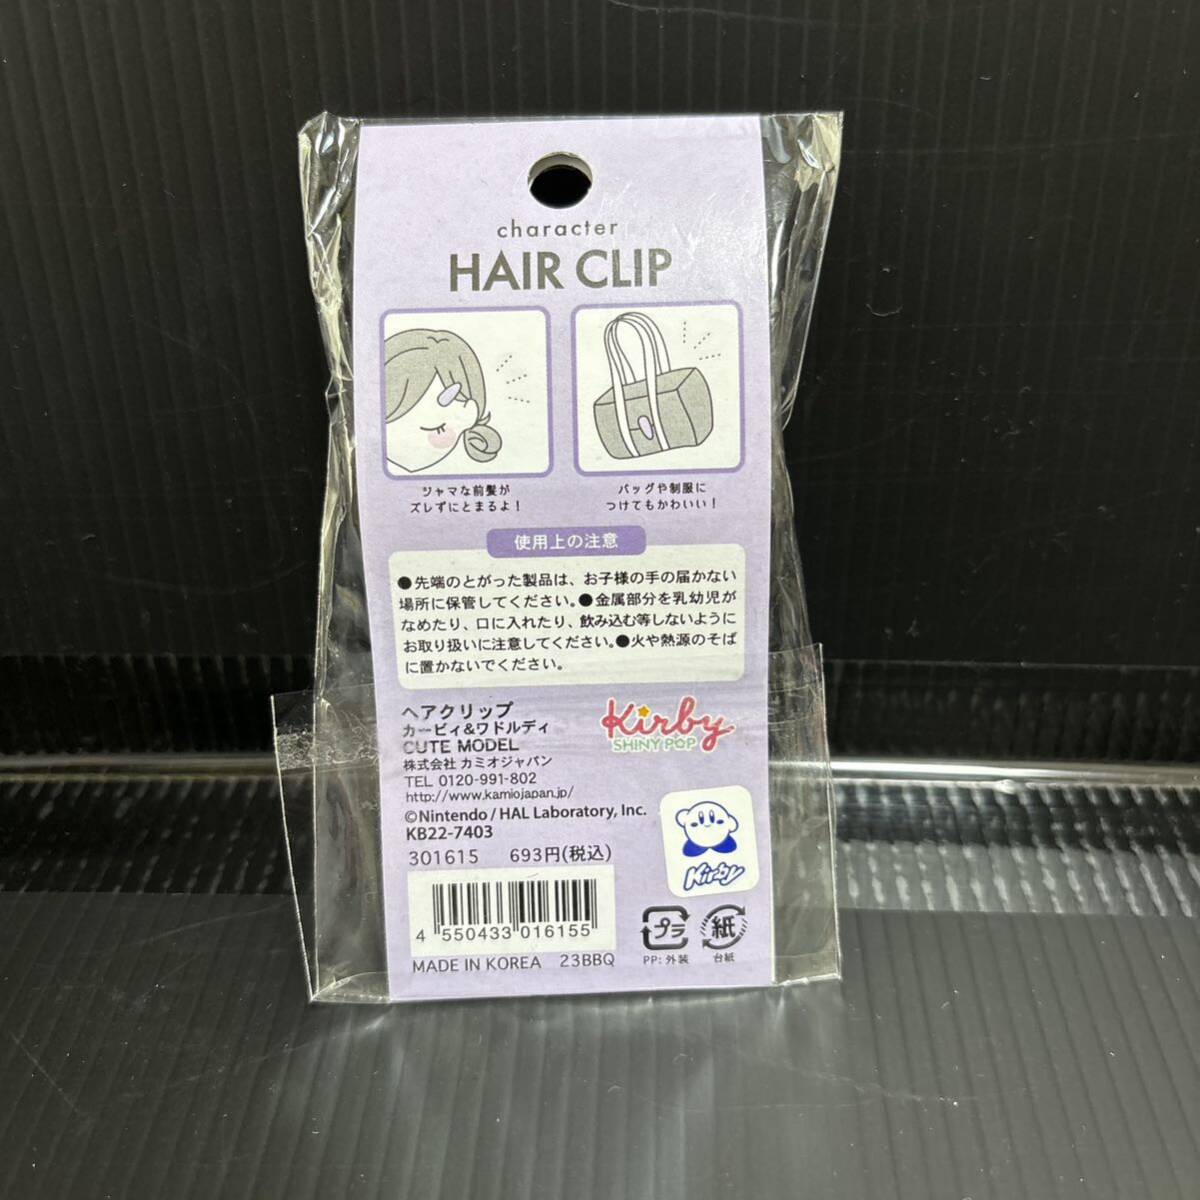 character
HAIR CLIP
ジャマな前髪が
ズレずにとまるよ！
バッグや制服に
つけてもかわいい！
使用上の注意
●先端のとがった製品は、お子様の手の届かない
場所に保管してください。●金属部分を乳幼児が
なめたり、口に入れたり、飲み込む等しないように
お取り扱いに注意してください。●火や熱源のそば
に置かないでください。
ヘアクリップ
カービィ&ワドルディ
CUTE MODEL
株式会社 カミオジャパン
TEL 0120-991-802
http://www.kamiojapan.jp/
©Nintendo / HAL Laboratory, Inc.
KB22-7403
301615 693円(税込)
Kirby
SHINY POP
Kirby
4 550433 016155
MADE IN KOREA 23BBQ
プラ
PP: 外装
紙
台紙